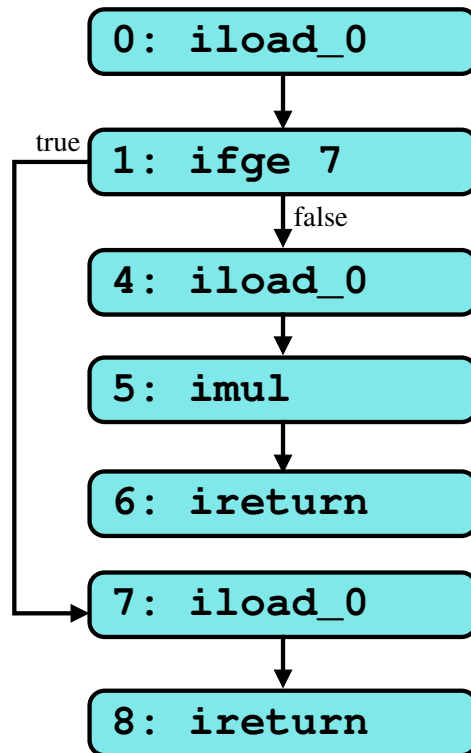 0: iload_0
true
1: ifge 7
false
4: iload_0
5: imul
6: ireturn
7: iload_0
8: ireturn